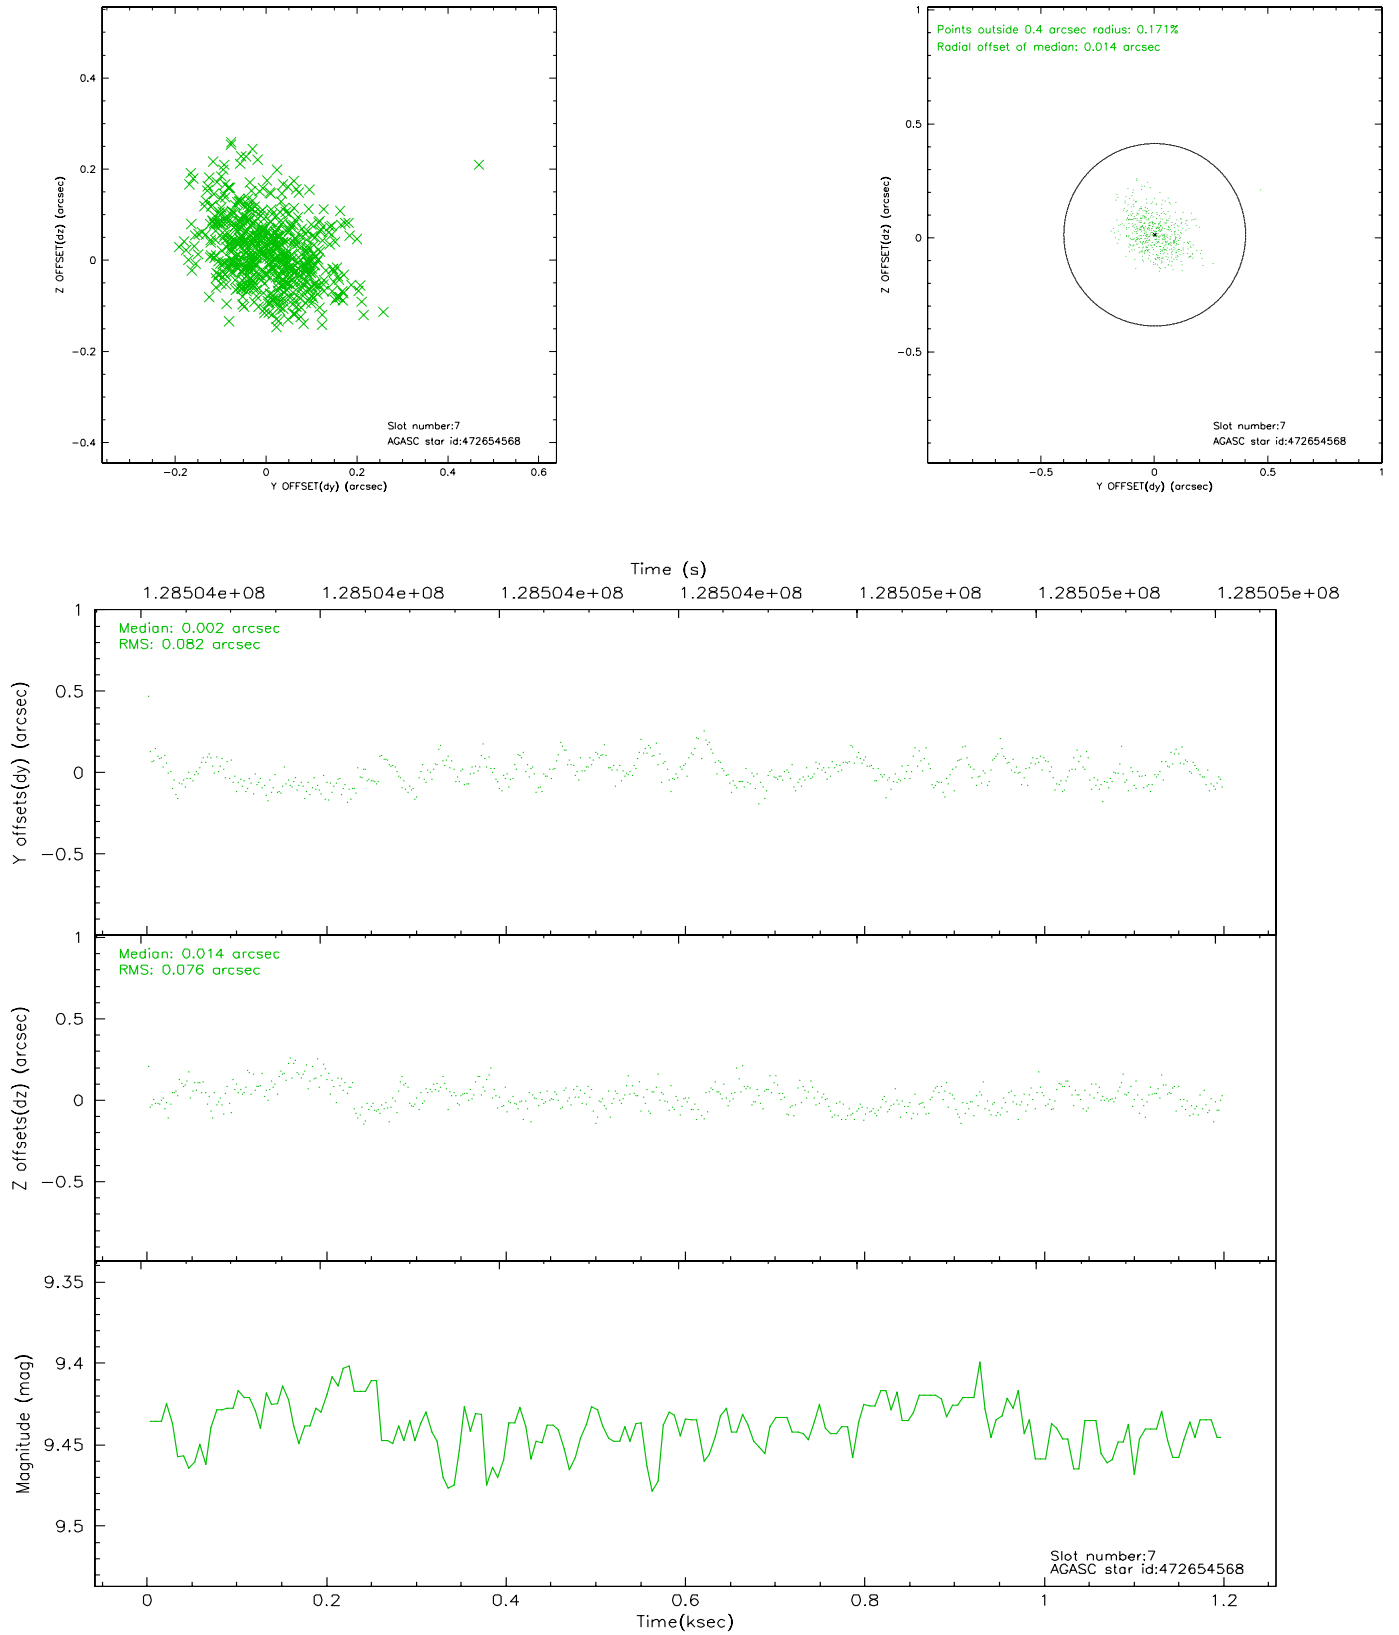 0.4
0.2
0
−0.2
−0.4
Z OFFSET(dz) (arcsec)
Slot number:7
AGASC star id:472654568
−0.2 0 0.2 0.4 0.6
Y OFFSET(dy) (arcsec)
Points outside 0.4 arcsec radius: 0.171%
Radial offset of median: 0.014 arcsec
1
0.5
0
−0.5
Z OFFSET(dz) (arcsec)
Slot number:7
AGASC star id:472654568
−0.5 0 0.5 1
Y OFFSET(dy) (arcsec)
Time (s)
1.28504e+08 1.28504e+08 1.28504e+08 1.28504e+08 1.28505e+08 1.28505e+08 1.28505e+08
Median: 0.002 arcsec
RMS: 0.082 arcsec
1
0.5
0
−0.5
Y offsets(dy) (arcsec)
Median: 0.014 arcsec
RMS: 0.076 arcsec
1
0.5
0
−0.5
Z offsets(dz) (arcsec)
9.35
9.4
9.45
9.5
Magnitude (mag)
Slot number:7
AGASC star id:472654568
0 0.2 0.4 0.6 0.8 1 1.2
Time(ksec)